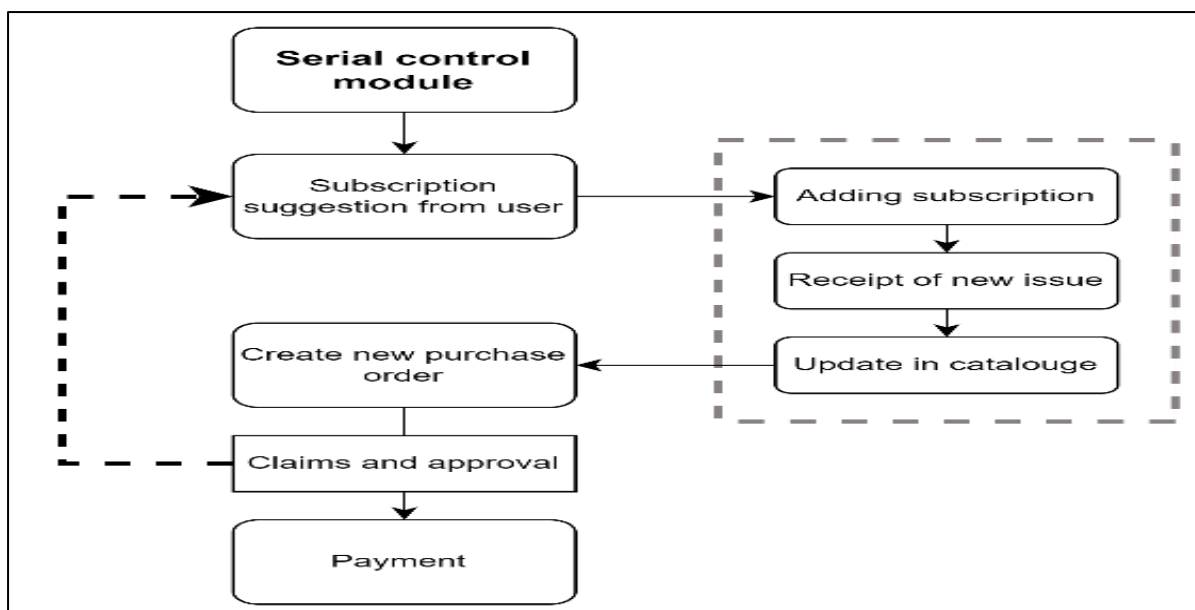 Serial control
module
Subscription
suggestion from user
Adding subscription
Receipt of new issue
Update in catalouge
Create new purchase
order
Claims and approval
Payment